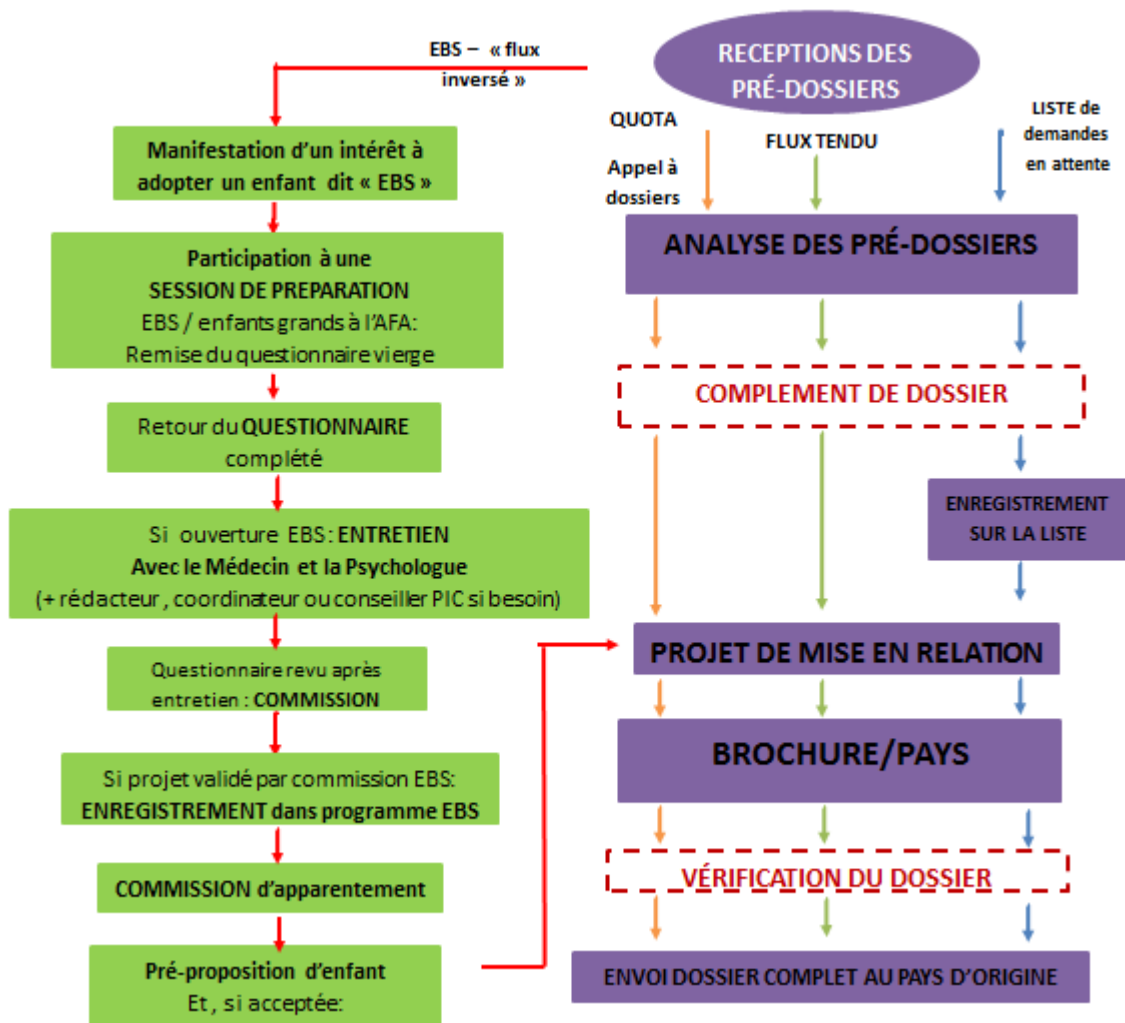 EBS – « flux
inversé »
RECEPTIONS DES
PRÉ-DOSSIERS
QUOTA
Appel à
dossiers
FLUX TENDU
LISTE de
demandes
en attente
Manifestation d'un intérêt à
adopter un enfant dit « EBS »
Participation à une
SESSION DE PREPARATION
EBS / enfants grands à l'AFA:
Remise du questionnaire vierge
Retour du QUESTIONNAIRE
complété
Si ouverture EBS: ENTRETIEN
Avec le Médecin et la Psychologue
(+ rédacteur, coordinateur ou conseiller PIC si besoin)
Questionnaire revu après
entretien : COMMISSION
Si projet validé par commission EBS:
ENREGISTREMENT dans programme EBS
COMMISSION d'apparentement
Pré-proposition d'enfant
Et, si acceptée:
ANALYSE DES PRÉ-DOSSIERS
COMPLEMENT DE DOSSIER
ENREGISTREMENT
SUR LA LISTE
PROJET DE MISE EN RELATION
BROCHURE/PAYS
VÉRIFICATION DU DOSSIER
ENVOI DOSSIER COMPLET AU PAYS D'ORIGINE